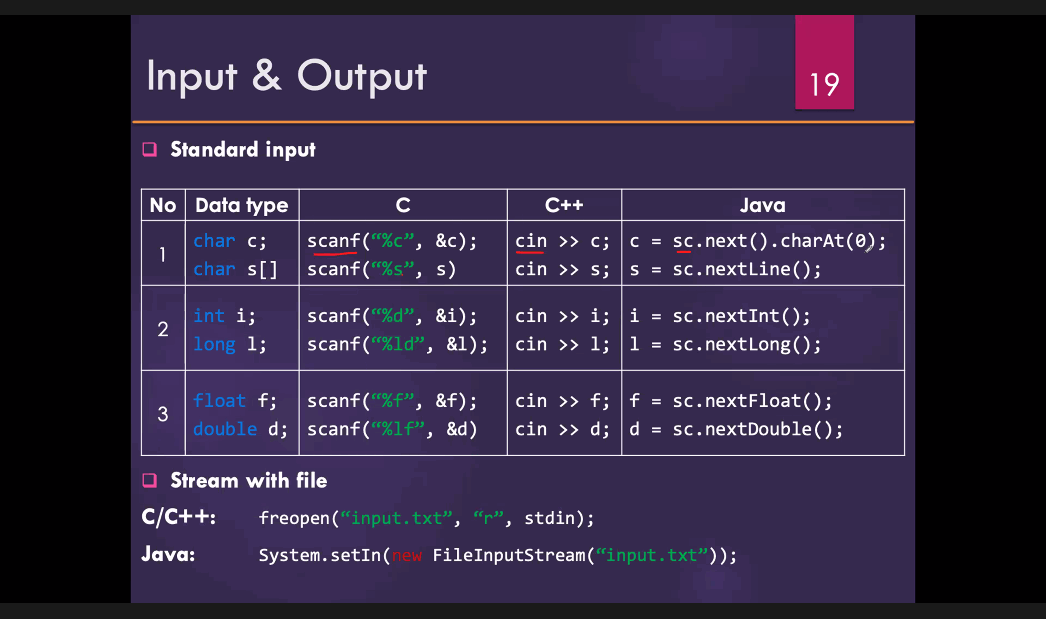 Input & Output
19
❑ Standard input
No Data type C C++ Java
1
char c; scanf(“%c”, &c); cin >> c; c = sc.next().charAt(0);
char s[] scanf(“%s”, s) cin >> s; s = sc.nextLine();
2
int i; scanf(“%d”, &i); cin >> i; i = sc.nextInt();
long l; scanf(“%ld”, &l); cin >> l; l = sc.nextLong();
3
float f; scanf(“%f”, &f); cin >> f; f = sc.nextFloat();
double d; scanf(“%lf”, &d) cin >> d; d = sc.nextDouble();
❑ Stream with file
C/C++: freopen(“input.txt”, “r”, stdin);
Java: System.setIn(new FileInputStream(“input.txt”));